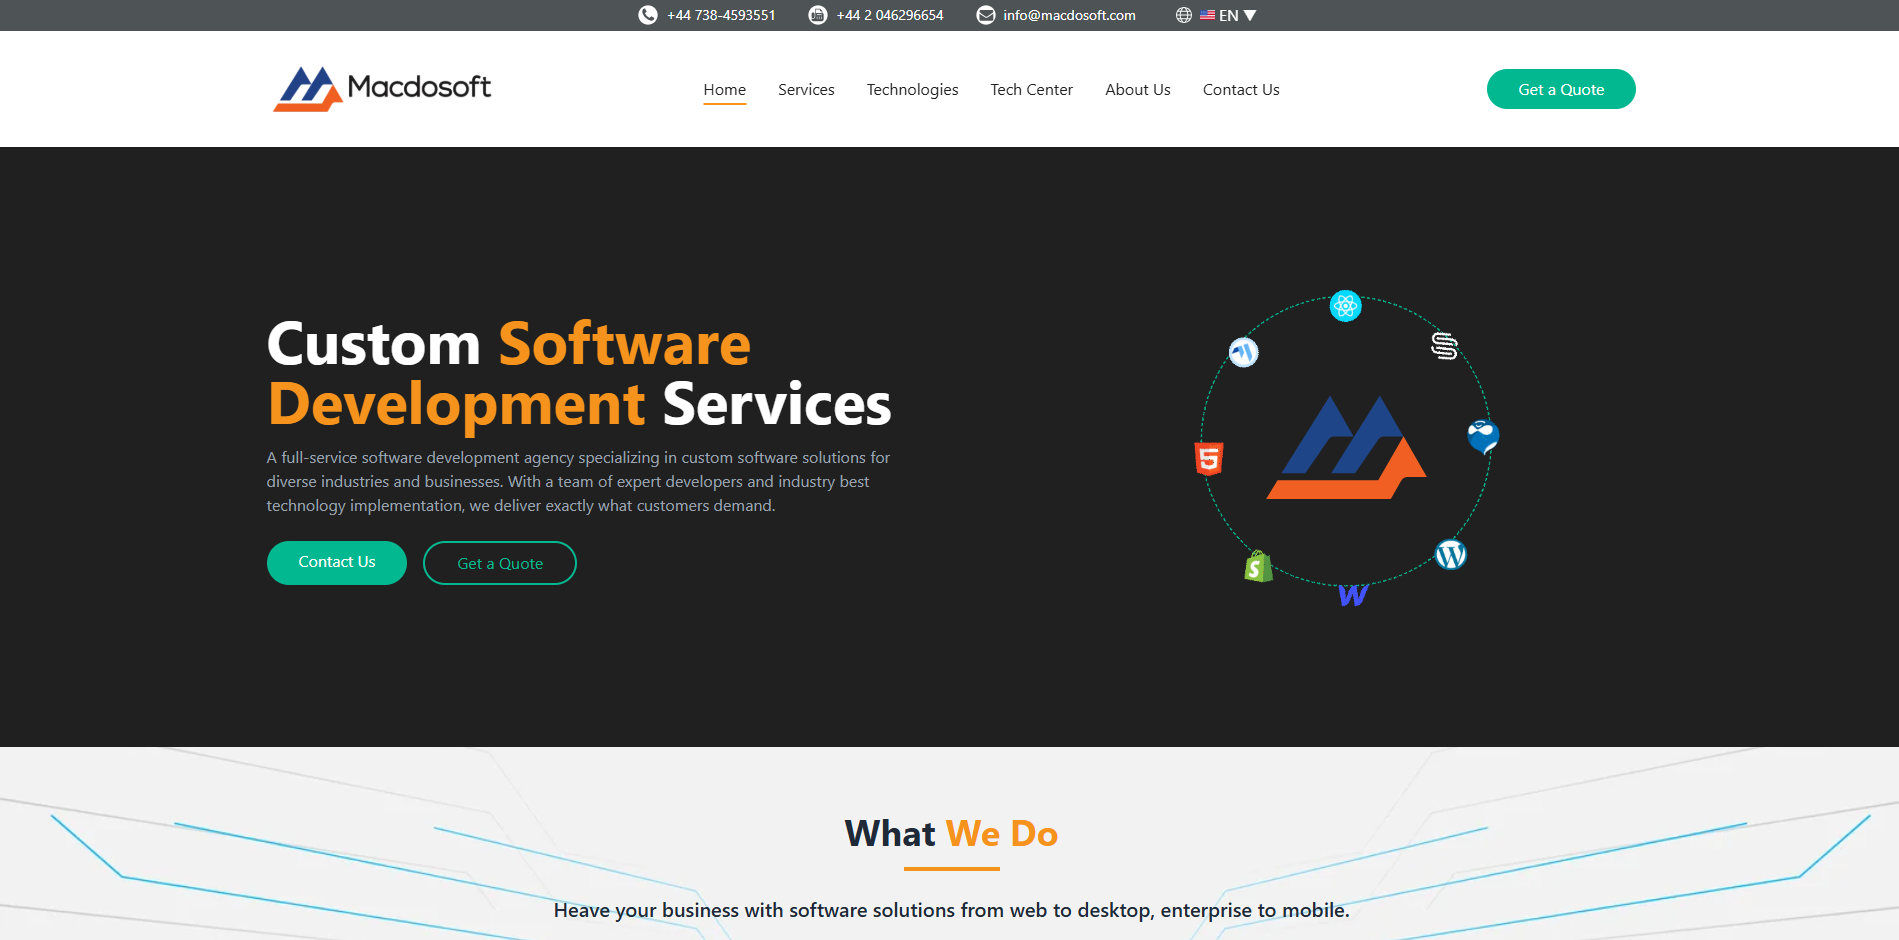 +44 738-4593551 +44 2 046296654 info@macdosoft.com EN
Macdosoft
Home Services Technologies Tech Center About Us Contact Us
Get a Quote
Custom Software
Development Services
A full-service software development agency specializing in custom software solutions for
diverse industries and businesses. With a team of expert developers and industry best
technology implementation, we deliver exactly what customers demand.
Contact Us Get a Quote
What We Do
Heave your business with software solutions from web to desktop, enterprise to mobile.